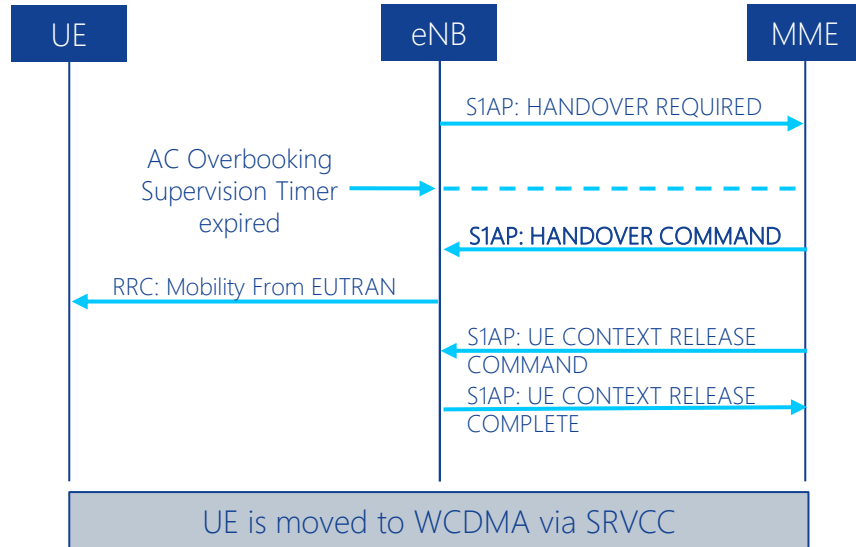 UE
eNB
MME
S1AP: HANDOVER REQUIRED
AC Overbooking
Supervision Timer
expired
S1AP: HANDOVER COMMAND
RRC: Mobility From EUTRAN
S1AP: UE CONTEXT RELEASE
COMMAND
S1AP: UE CONTEXT RELEASE
COMPLETE
UE is moved to WCDMA via SRVCC